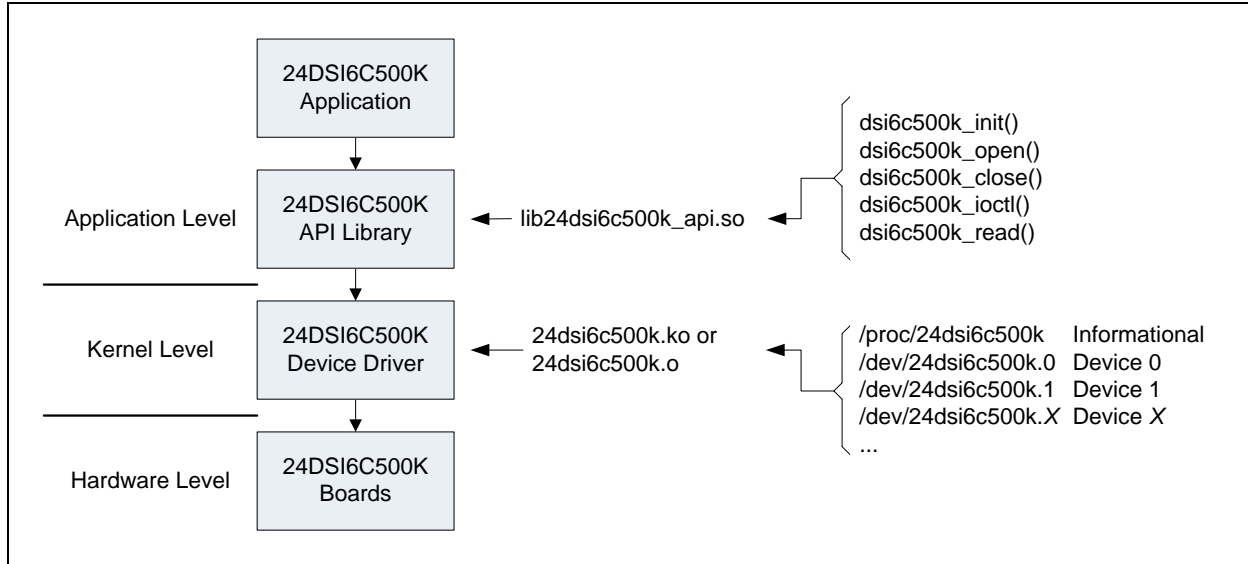 24DSI6C500K
Application
Application Level
24DSI6C500K
API Library
lib24dsi6c500k_api.so
dsi6c500k_init()
dsi6c500k_open()
dsi6c500k_close()
dsi6c500k_ioctl()
dsi6c500k_read()
Kernel Level
24DSI6C500K
Device Driver
24dsi6c500k.ko or
24dsi6c500k.o
/proc/24dsi6c500k Informational
/dev/24dsi6c500k.0 Device 0
/dev/24dsi6c500k.1 Device 1
/dev/24dsi6c500k.X Device X
...
Hardware Level
24DSI6C500K
Boards